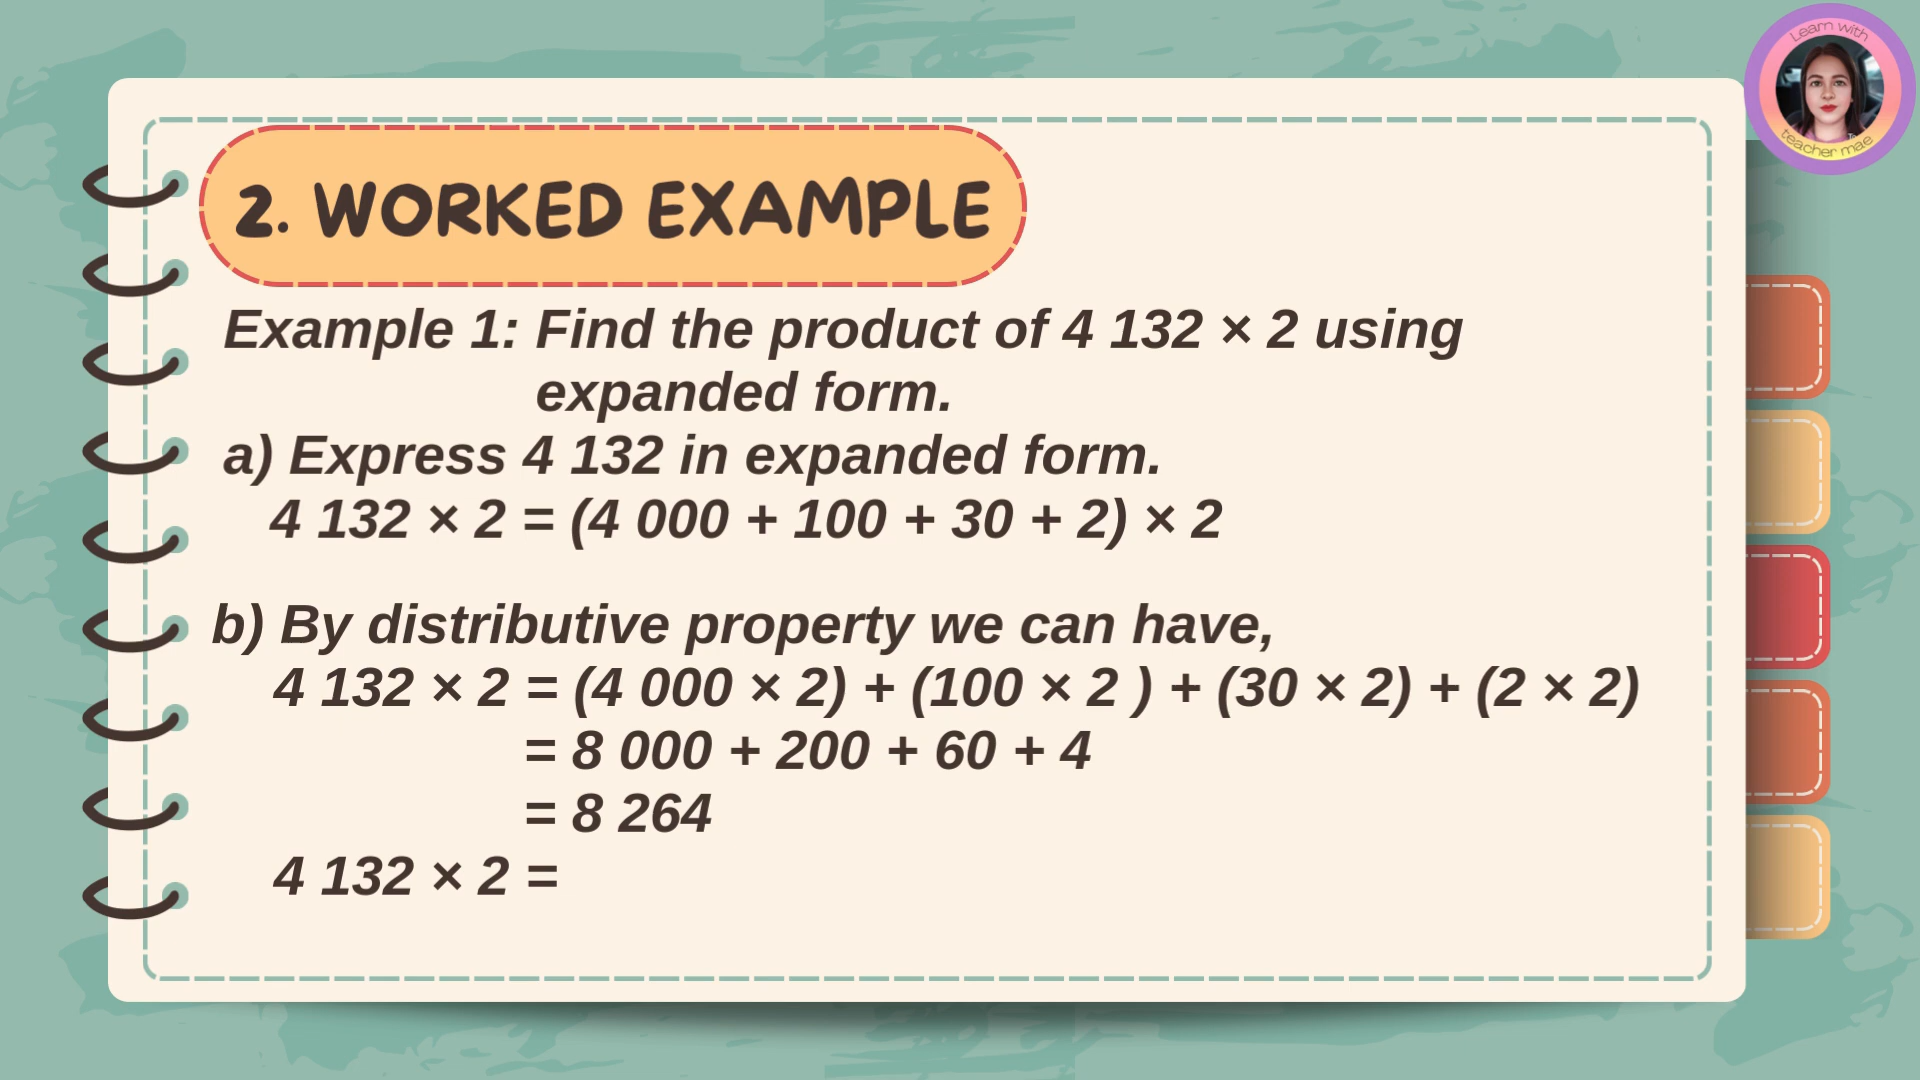 Learn with
teacher mae
2. WORKED EXAMPLE
Example 1: Find the product of 4 132 × 2 using
expanded form.
a) Express 4 132 in expanded form.
4 132 × 2 = (4 000 + 100 + 30 + 2) × 2
b) By distributive property we can have,
4 132 × 2 = (4 000 × 2) + (100 × 2 ) + (30 × 2) + (2 × 2)
= 8 000 + 200 + 60 + 4
= 8 264
4 132 × 2 =